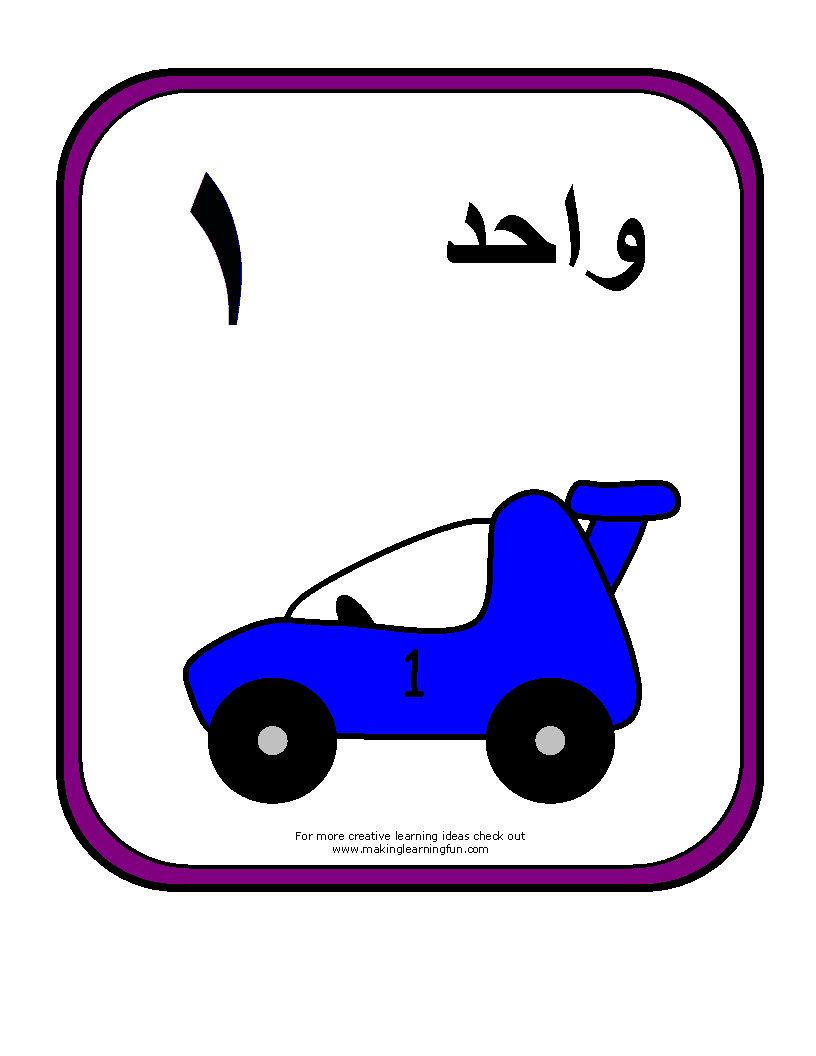 واحد ١
1
For more creative learning ideas check out
www.makinglearningfun.com